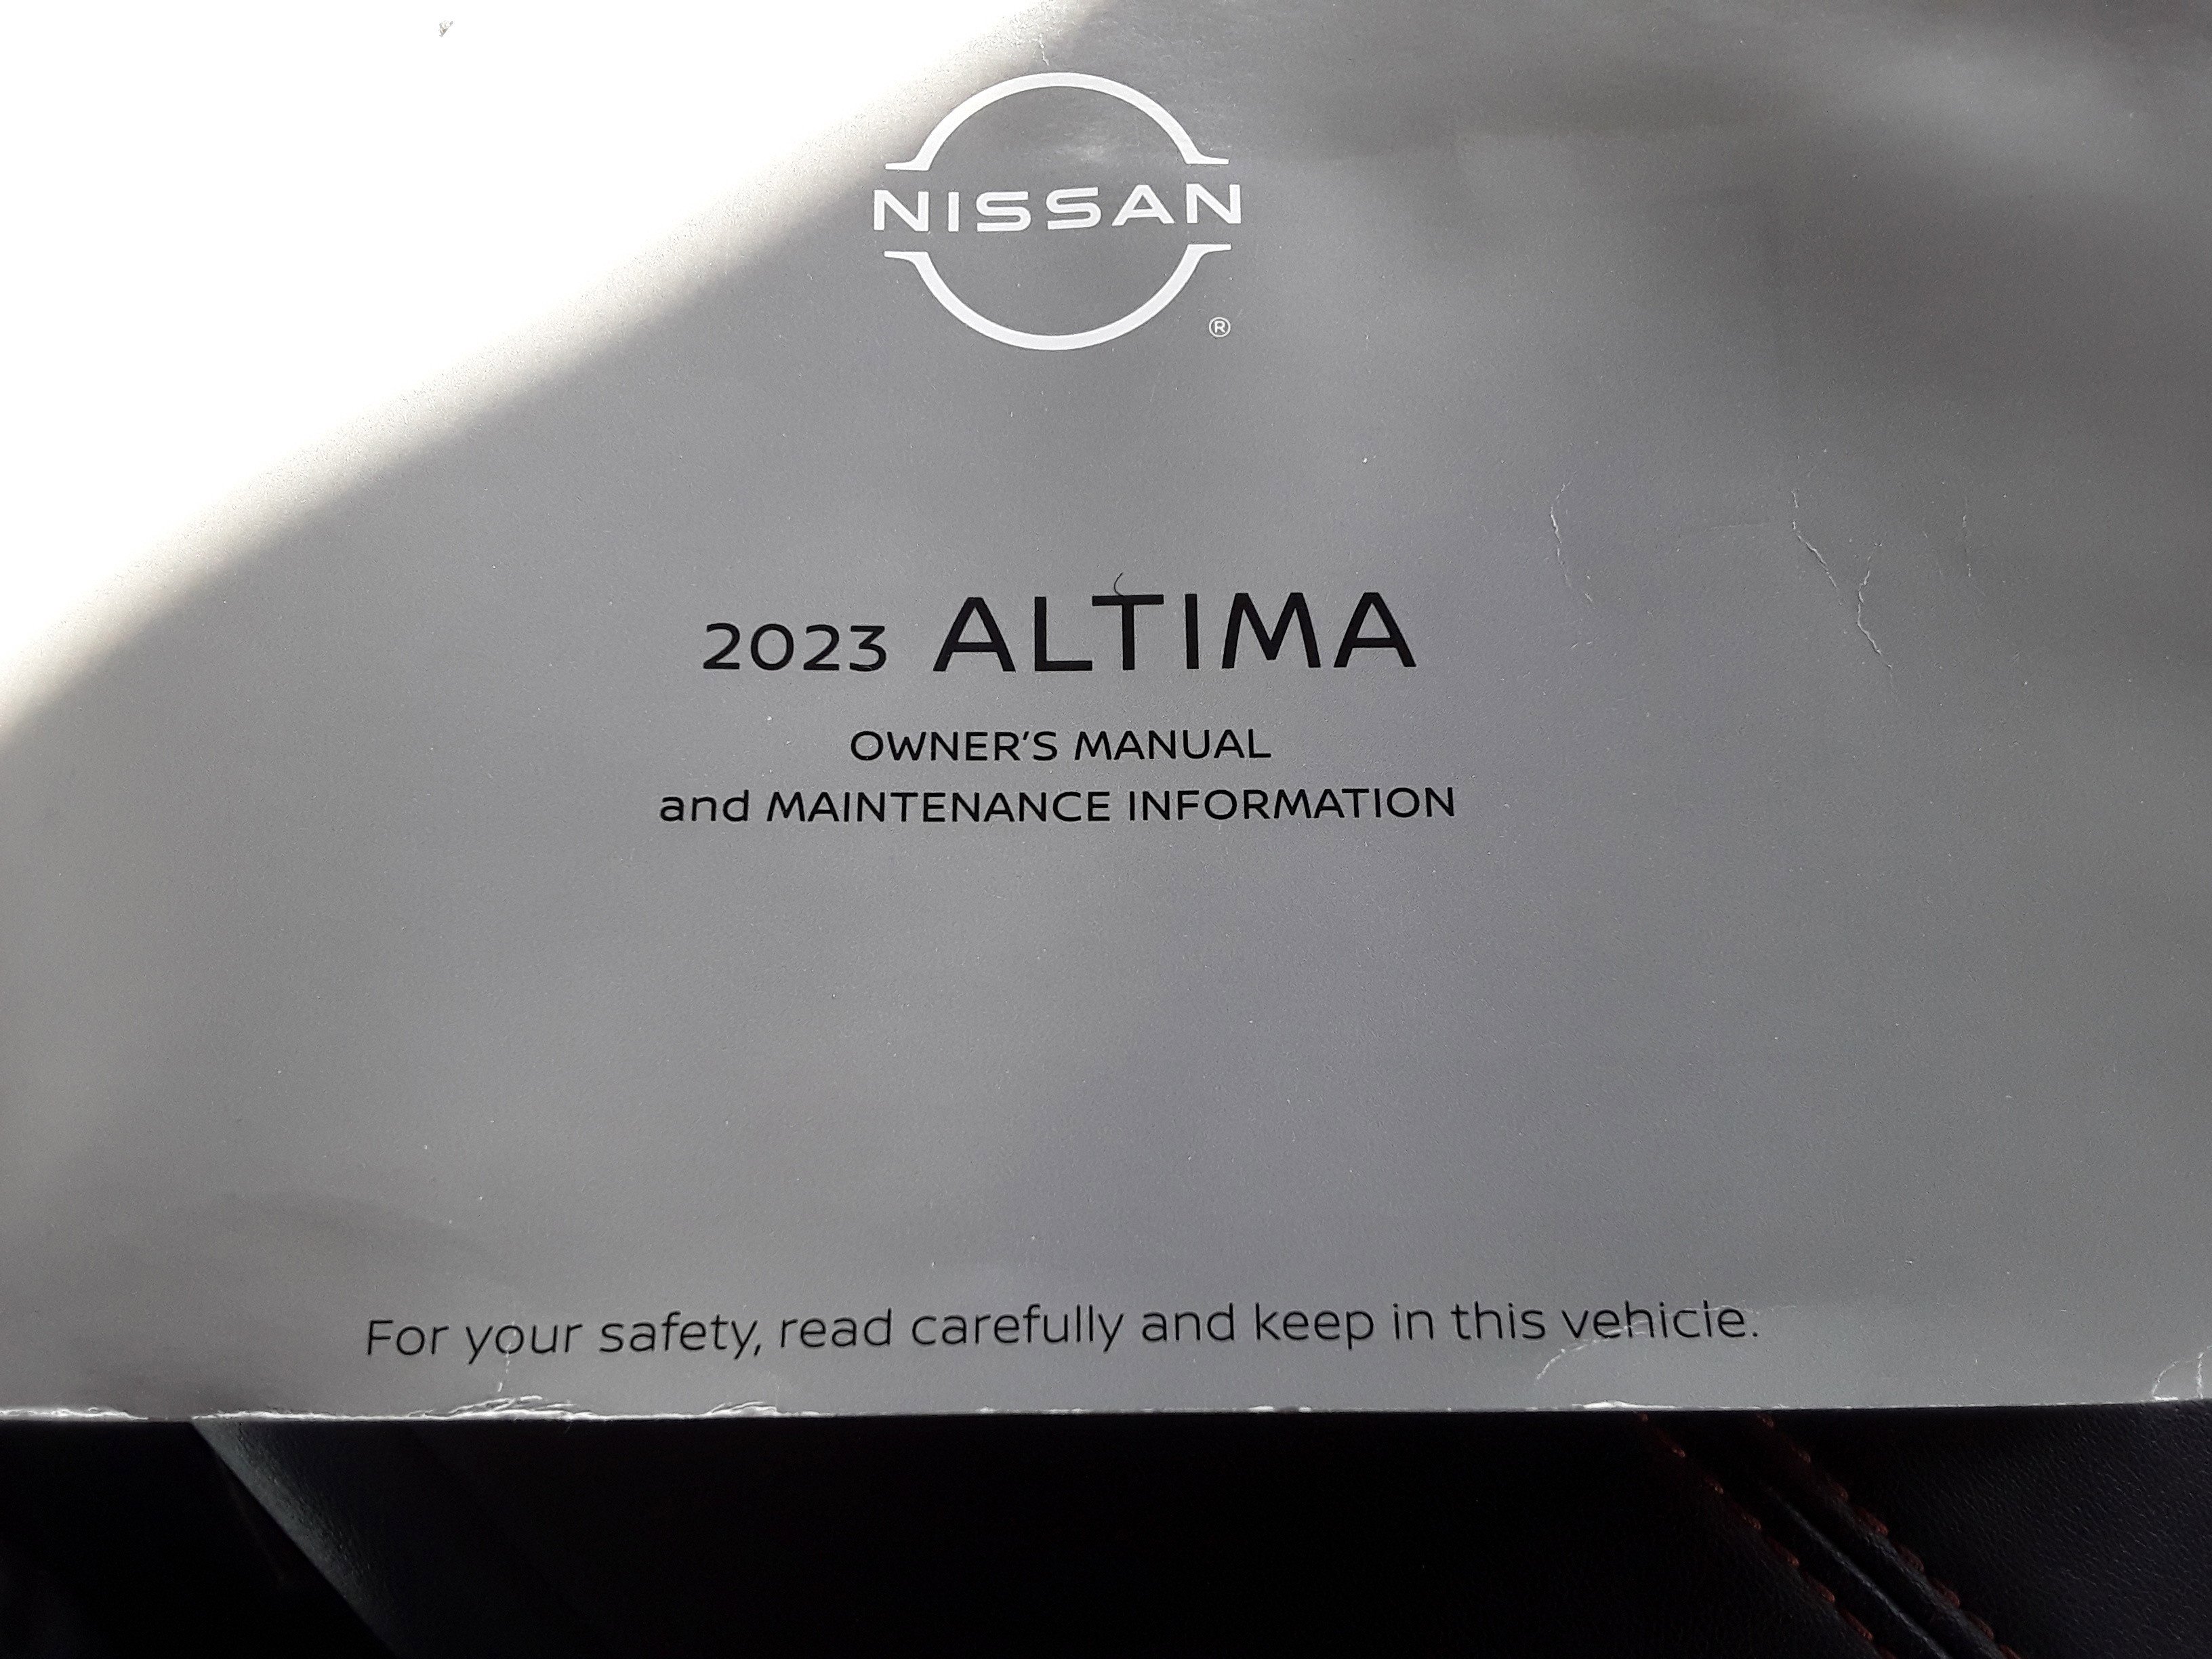 NISSAN
®
2023 ALTIMA
OWNER'S MANUAL
and MAINTENANCE INFORMATION
For your safety, read carefully and keep in this vehicle.